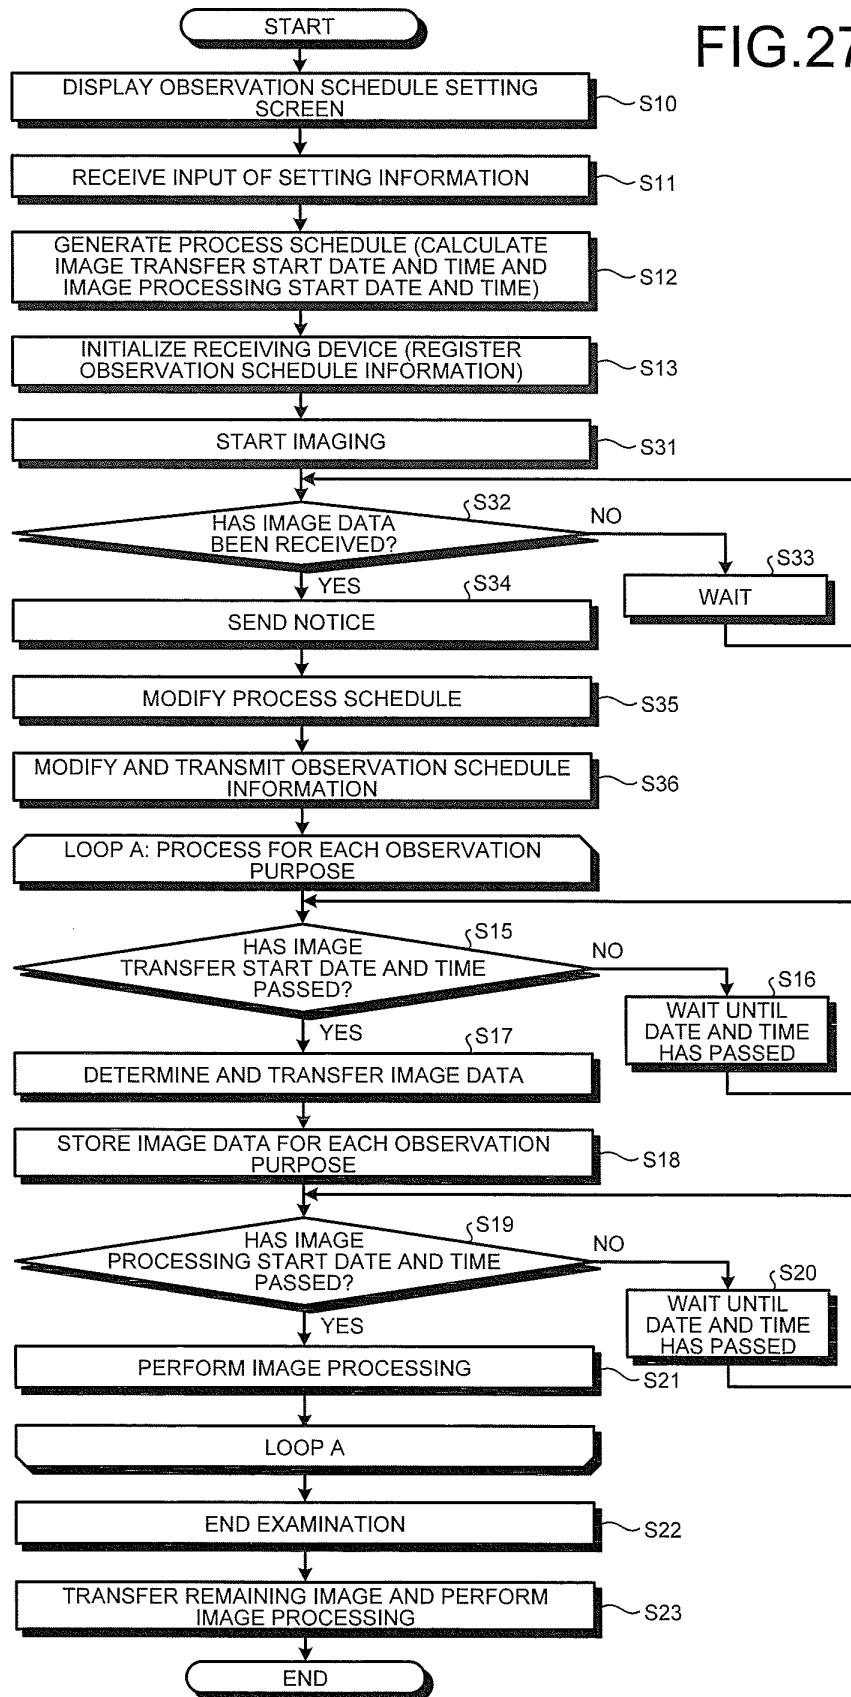 START
FIG.27
DISPLAY OBSERVATION SCHEDULE SETTING
SCREEN
S10
RECEIVE INPUT OF SETTING INFORMATION
S11
GENERATE PROCESS SCHEDULE (CALCULATE
IMAGE TRANSFER START DATE AND TIME AND
IMAGE PROCESSING START DATE AND TIME)
S12
INITIALIZE RECEIVING DEVICE (REGISTER
OBSERVATION SCHEDULE INFORMATION)
S13
START IMAGING
S31
S32
HAS IMAGE DATA
BEEN RECEIVED?
NO
S33
WAIT
YES
S34
SEND NOTICE
MODIFY PROCESS SCHEDULE
S35
MODIFY AND TRANSMIT OBSERVATION SCHEDULE
INFORMATION
S36
LOOP A: PROCESS FOR EACH OBSERVATION
PURPOSE
S15
HAS IMAGE
TRANSFER START DATE AND TIME
PASSED?
NO
S16
WAIT UNTIL
DATE AND TIME
HAS PASSED
YES
S17
DETERMINE AND TRANSFER IMAGE DATA
STORE IMAGE DATA FOR EACH OBSERVATION
PURPOSE
S18
S19
HAS IMAGE
PROCESSING START DATE AND TIME
PASSED?
NO
S20
WAIT UNTIL
DATE AND TIME
HAS PASSED
YES
PERFORM IMAGE PROCESSING
S21
LOOP A
END EXAMINATION
S22
TRANSFER REMAINING IMAGE AND PERFORM
IMAGE PROCESSING
S23
END